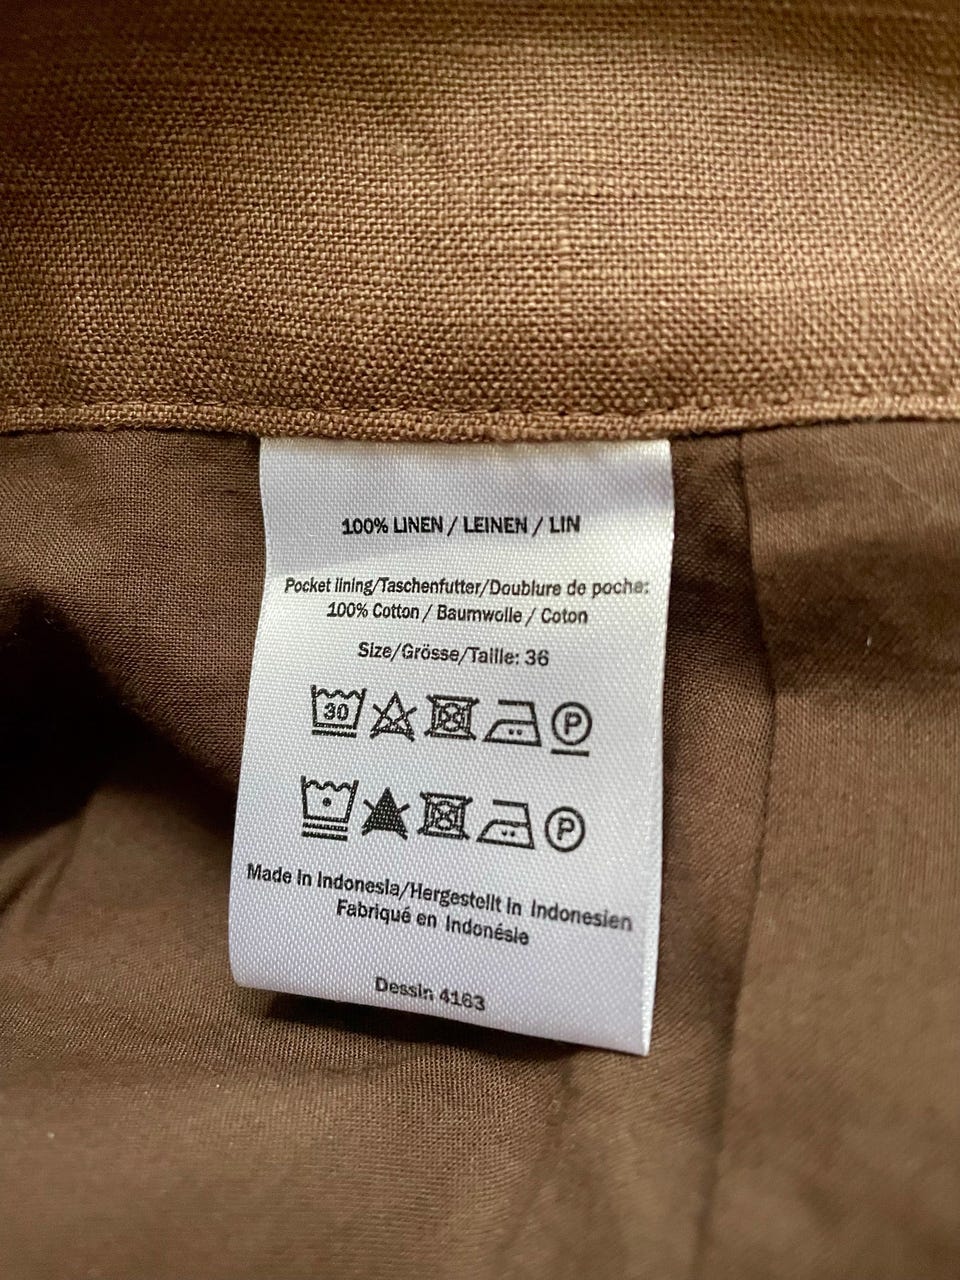 100% LINEN / LEINEN / LIN
Pocket lining/Taschenfutter/Doublure de poche:
100% Cotton / Baumwolle / Coton
Size/Grösse/Taille: 36
30 P
P
Made in Indonesia/Hergestellt in Indonesien
Fabriqué en Indonésie
Dessin 4163